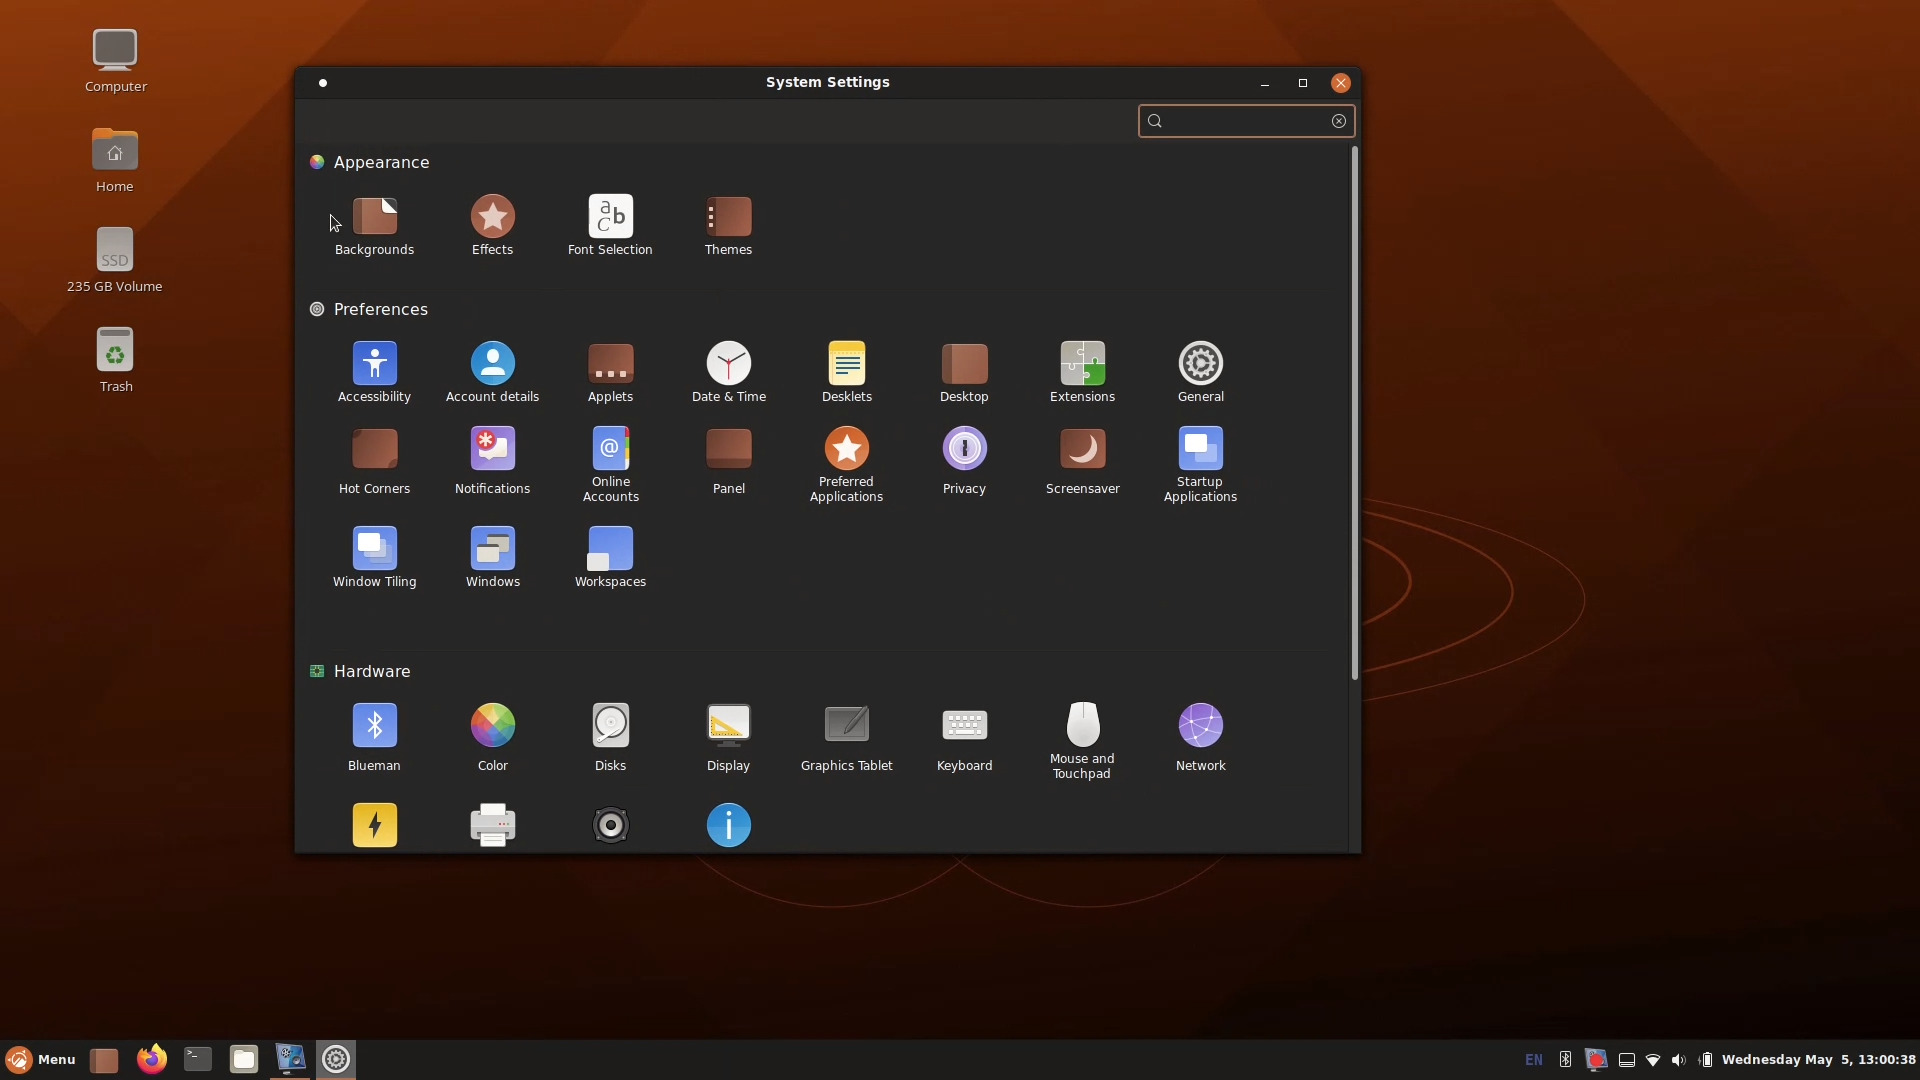 Computer
Home
SSD
235 GB Volume
Trash
System Settings
Appearance
Backgrounds
Effects
a b c
Font Selection
Themes
Preferences
Accessibility
Account details
Applets
Date & Time
Desklets
Desktop
Extensions
General
Hot Corners
Notifications
@
Online
Accounts
Panel
Preferred
Applications
Privacy
Screensaver
Startup
Applications
Window Tiling
Windows
Workspaces
Hardware
Blueman
Color
Disks
Display
Graphics Tablet
Keyboard
Mouse and
Touchpad
Network
Menu
>_
EN
Wednesday May  5, 13:00:38